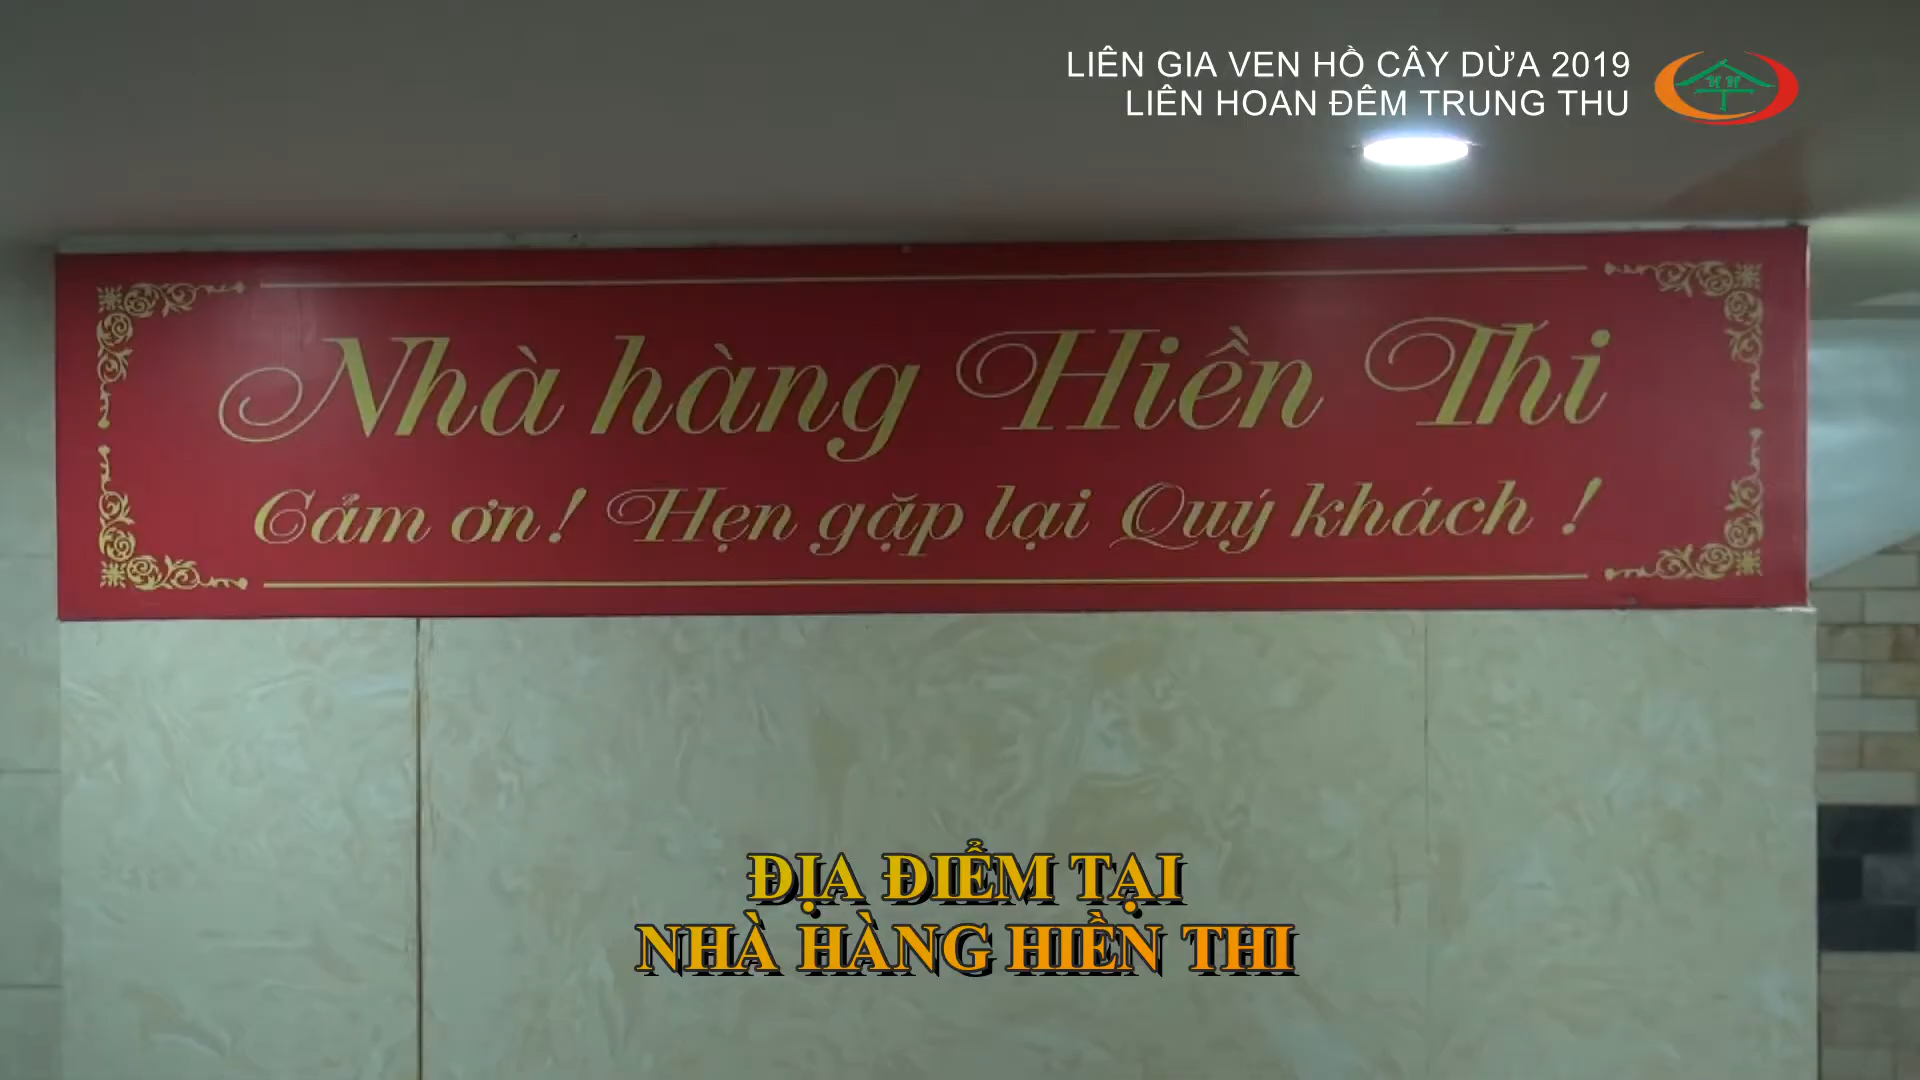 LIÊN GIA VEN HỒ CÂY DỪA 2019
LIÊN HOAN ĐÊM TRUNG THU
Nhà hàng Hiền Thi
Cảm ơn! Hẹn gặp lại Quý khách !
ĐỊA ĐIỂM TẠI
NHÀ HÀNG HIỀN THI